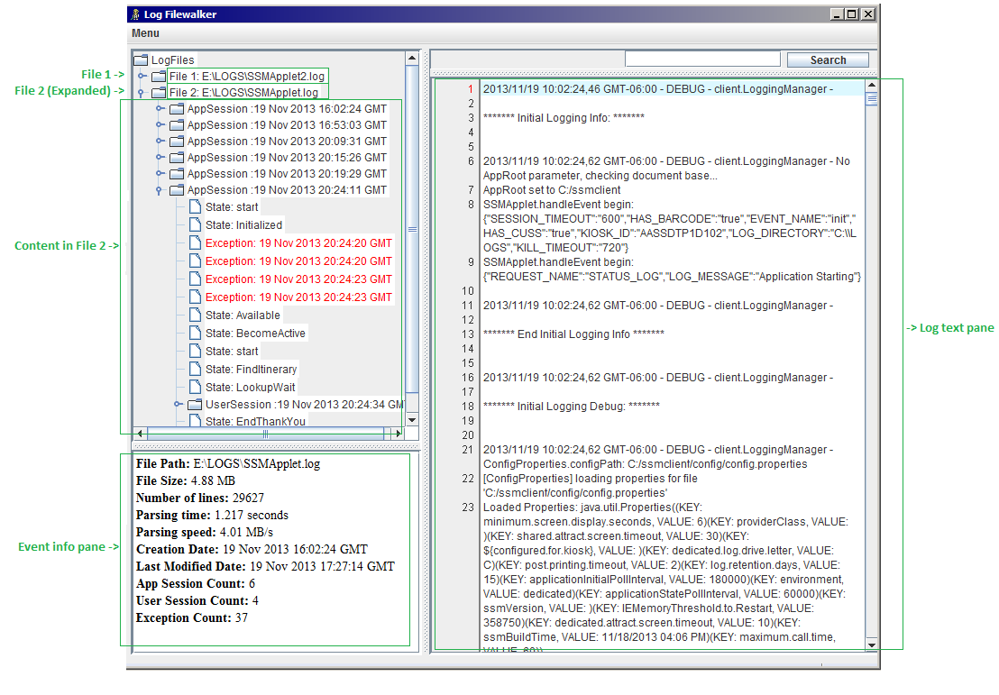 Log Filewalker
Menu
File 1 ->
File 2 (Expanded) ->
Content in File 2 ->
Event info pane ->
LogFiles
File 1: E:\LOGS\SSMApplet2.log
File 2: E:\LOGS\SSMApplet.log
AppSession :19 Nov 2013 16:02:24 GMT
AppSession :19 Nov 2013 16:53:03 GMT
AppSession :19 Nov 2013 20:09:31 GMT
AppSession :19 Nov 2013 20:15:26 GMT
AppSession :19 Nov 2013 20:19:29 GMT
AppSession :19 Nov 2013 20:24:11 GMT
State: start
State: Initialized
Exception: 19 Nov 2013 20:24:20 GMT
Exception: 19 Nov 2013 20:24:20 GMT
Exception: 19 Nov 2013 20:24:23 GMT
Exception: 19 Nov 2013 20:24:23 GMT
State: Available
State: BecomeActive
State: start
State: FindItinerary
State: LookupWait
UserSession :19 Nov 2013 20:24:34 GM
State: EndThankYou
File Path: E:\LOGS\SSMApplet.log
File Size: 4.88 MB
Number of lines: 29627
Parsing time: 1.217 seconds
Parsing speed: 4.01 MB/s
Creation Date: 19 Nov 2013 16:02:24 GMT
Last Modified Date: 19 Nov 2013 17:27:14 GMT
App Session Count: 6
User Session Count: 4
Exception Count: 37
Search
1 2013/11/19 10:02:24,46 GMT-06:00 - DEBUG - client.LoggingManager -
2
3 ******* Initial Logging Info: *******
4
5
6 2013/11/19 10:02:24,62 GMT-06:00 - DEBUG - client.LoggingManager - No
AppRoot parameter, checking document base...
7 AppRoot set to C:/ssmclient
8 SSMApplet.handleEvent begin:
{"SESSION_TIMEOUT":"600","HAS_BARCODE":"true","EVENT_NAME":"init","
HAS_CUSS":"true","KIOSK_ID":"AASSDTP1D102","LOG_DIRECTORY":"C:\\L
OGS","KILL_TIMEOUT":"720"}
9 SSMApplet.handleEvent begin:
{"REQUEST_NAME":"STATUS_LOG","LOG_MESSAGE":"Application Starting"}
10
11 2013/11/19 10:02:24,62 GMT-06:00 - DEBUG - client.LoggingManager -
12
13 ******* End Initial Logging Info *******
14
15
16 2013/11/19 10:02:24,62 GMT-06:00 - DEBUG - client.LoggingManager -
17
18 ******* Initial Logging Debug: *******
19
20
21 2013/11/19 10:02:24,62 GMT-06:00 - DEBUG - client.LoggingManager -
ConfigProperties.configPath: C:/ssmclient/config/config.properties
22 [ConfigProperties] loading properties for file
'C:/ssmclient/config/config.properties'
23 Loaded Properties: java.util.Properties((KEY:
minimum.screen.display.seconds, VALUE: 6)(KEY: providerClass, VALUE:
)(KEY: shared.attract.screen.timeout, VALUE: 30)(KEY:
${configured.for.kiosk}, VALUE: )(KEY: dedicated.log.drive.letter, VALUE:
C)(KEY: post.printing.timeout, VALUE: 2)(KEY: log.retention.days, VALUE:
15)(KEY: applicationInitialPollInterval, VALUE: 180000)(KEY: environment,
VALUE: dedicated)(KEY: applicationStatePollInterval, VALUE: 60000)(KEY:
ssmVersion, VALUE: )(KEY: IEMemoryThreshold.to.Restart, VALUE:
358750)(KEY: dedicated.attract.screen.timeout, VALUE: 10)(KEY:
ssmBuildTime, VALUE: 11/18/2013 04:06 PM)(KEY: maximum.call.time,
VALUE: 60))
-> Log text pane